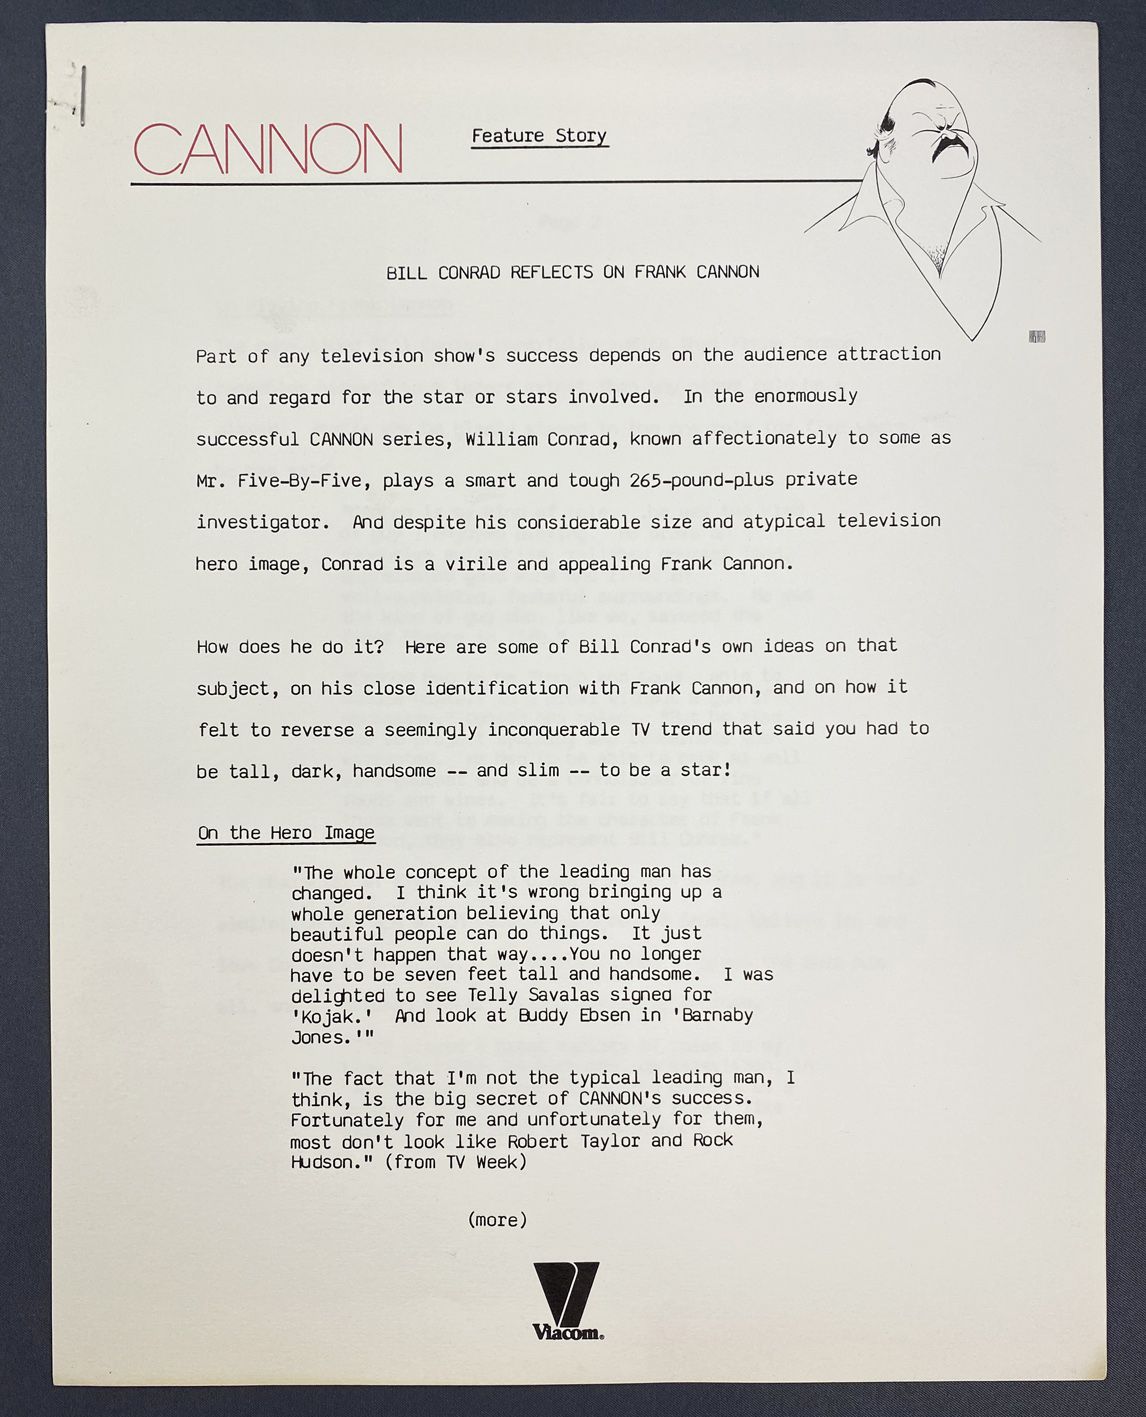 CANNON
Feature Story
BILL CONRAD REFLECTS ON FRANK CANNON
Part of any television show's success depends on the audience attraction
to and regard for the star or stars involved.  In the enormously
successful CANNON series, William Conrad, known affectionately to some as
Mr. Five-By-Five, plays a smart and tough 265-pound-plus private
investigator.  And despite his considerable size and atypical television
hero image, Conrad is a virile and appealing Frank Cannon.
How does he do it?  Here are some of Bill Conrad's own ideas on that
subject, on his close identification with Frank Cannon, and on how it
felt to reverse a seemingly inconquerable TV trend that said you had to
be tall, dark, handsome -- and slim -- to be a star!
On the Hero Image
"The whole concept of the leading man has
changed.  I think it's wrong bringing up a
whole generation believing that only
beautiful people can do things.  It just
doesn't happen that way....You no longer
have to be seven feet tall and handsome.  I was
delighted to see Telly Savalas signed for
'Kojak.'  And look at Buddy Ebsen in 'Barnaby
Jones.'"
"The fact that I'm not the typical leading man, I
think, is the big secret of CANNON's success.
Fortunately for me and unfortunately for them,
most don't look like Robert Taylor and Rock
Hudson." (from TV Week)
(more)
Viacom®